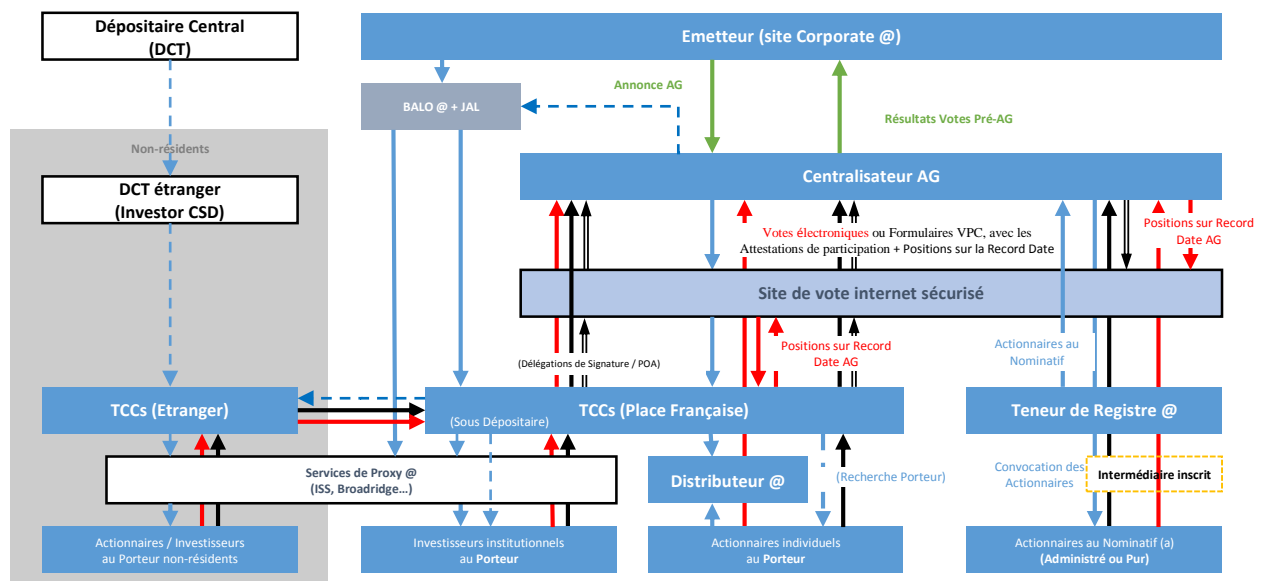 Dépositaire Central
(DCT)
Emetteur (site Corporate @)
Annonce AG
BALO @ + JAL
Résultats Votes Pré-AG
Non-résidents
DCT étranger
(Investor CSD)
Centralisateur AG
Votes électroniques ou Formulaires VPC, avec les
Attestations de participation + Positions sur la Record Date
Positions sur Record
Date AG
Site de vote internet sécurisé
(Délégations de Signature / POA)
Positions sur Record
Date AG
Actionnaires au
Nominatif
TCCs (Etranger)
TCCs (Place Française)
(Sous Dépositaire)
Teneur de Registre @
Services de Proxy @
(ISS, Broadridge...)
Distributeur @
(Recherche Porteur)
Convocation des
Actionnaires
Intermédiaire inscrit
Actionnaires / Investisseurs
au Porteur non-résidents
Investisseurs institutionnels
au Porteur
Actionnaires individuels
au Porteur
Actionnaires au Nominatif (a)
(Administré ou Pur)